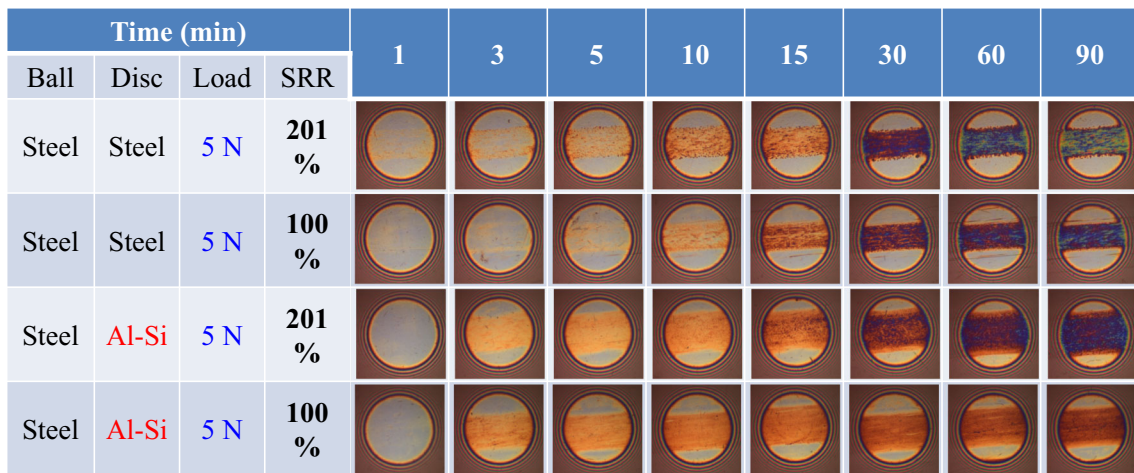 Time (min) 1 3 5 10 15 30 60 90
Ball Disc Load SRR
Steel Steel 5 N 201
%
Steel Steel 5 N 100
%
Steel Al-Si 5 N 201
%
Steel Al-Si 5 N 100
%